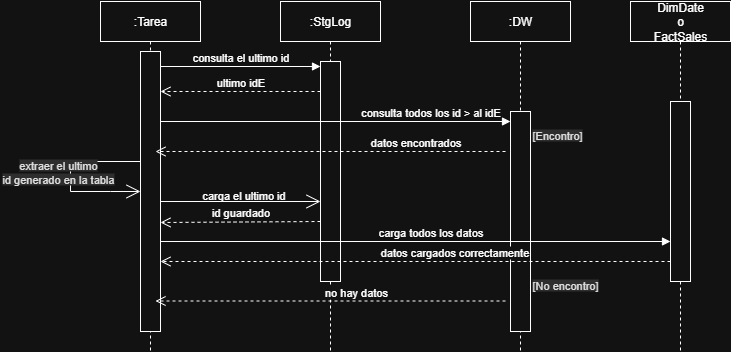 :Tarea
:StgLog
:DW
DimDate
o
FactSales
consulta el ultimo id
ultimo idE
consulta todos los id > al idE
[Encontro]
datos encontrados
extraer el ultimo
id generado en la tabla
carga el ultimo id
id guardado
carga todos los datos
datos cargados correctamente
[No encontro]
no hay datos